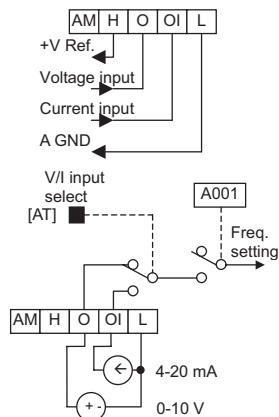 AM H O OI L
+V Ref.
Voltage input
Current input
A GND
V/I input
select
[AT]
A001
Freq.
setting
AM H O OI L
4-20 mA
+ -
0-10 V